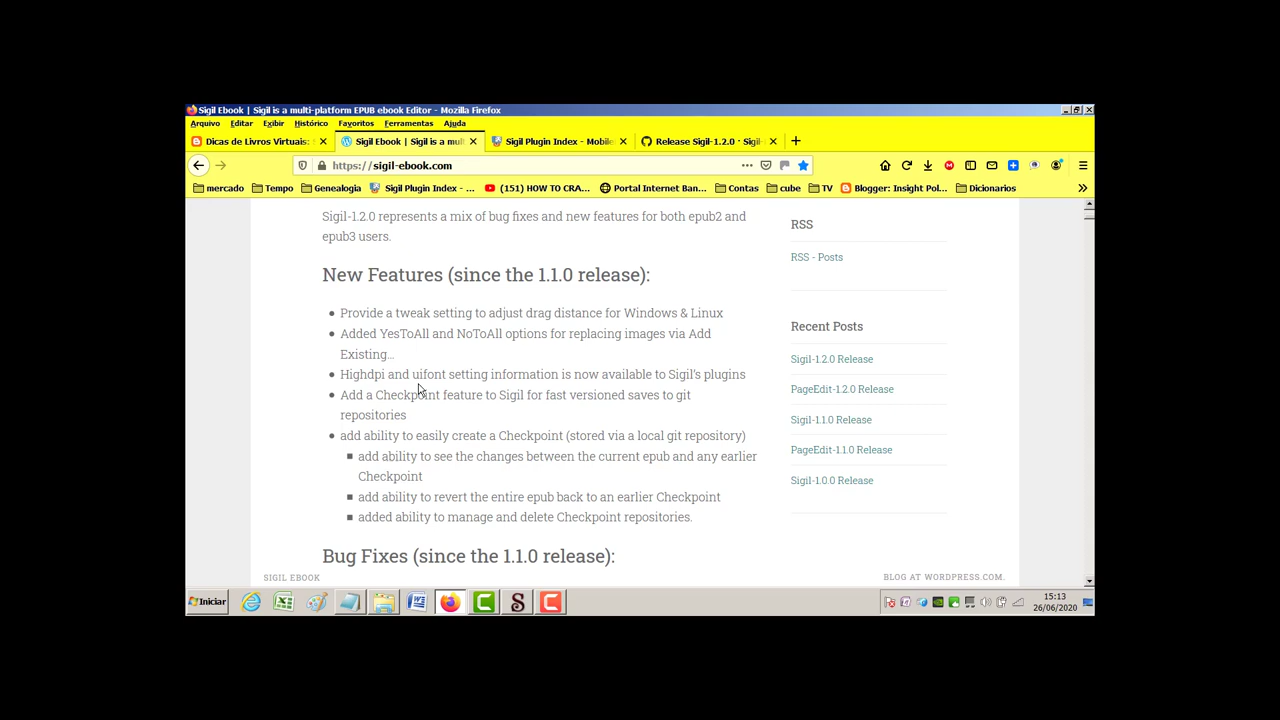 Sigil Ebook | Sigil is a multi-platform EPUB ebook Editor - Mozilla Firefox
Arquivo Editar Exibir Histórico Favoritos Ferramentas Ajuda
Dicas de Livros Virtuais: Sigil Ebook | Sigil is a mul Sigil Plugin Index - Mobile Release Sigil-1.2.0 · Sigil-
https://sigil-ebook.com
mercado Tempo Genealogia Sigil Plugin Index - ... (151) HOW TO CRA... Portal Internet Ban... Contas cube TV Blogger: Insight Pol... Dicionarios
Sigil-1.2.0 represents a mix of bug fixes and new features for both epub2 and
epub3 users.
New Features (since the 1.1.0 release):
Provide a tweak setting to adjust drag distance for Windows & Linux
Added YesToAll and NoToAll options for replacing images via Add
Existing…
Highdpi and uifont setting information is now available to Sigil's plugins
Add a Checkpoint feature to Sigil for fast versioned saves to git
repositories
add ability to easily create a Checkpoint (stored via a local git repository)
add ability to see the changes between the current epub and any earlier
Checkpoint
add ability to revert the entire epub back to an earlier Checkpoint
added ability to manage and delete Checkpoint repositories.
Bug Fixes (since the 1.1.0 release):
RSS
RSS - Posts
Recent Posts
Sigil-1.2.0 Release
PageEdit-1.2.0 Release
Sigil-1.1.0 Release
PageEdit-1.1.0 Release
Sigil-1.0.0 Release
SIGIL EBOOK
BLOG AT WORDPRESS.COM.
Iniciar
15:13
26/06/2020